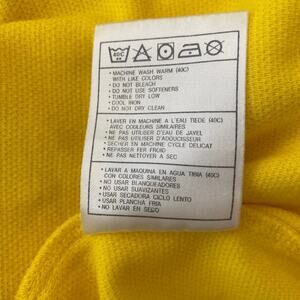 40C
• MACHINE WASH WARM (40C)
WITH LIKE COLORS
• DO NOT BLEACH
• DO NOT USE SOFTENERS
• TUMBLE DRY LOW
• COOL IRON
• DO NOT DRY CLEAN
• LAVER EN MACHINE A L'EAU TIEDE (40C)
AVEC COULEURS SIMILAIRES
• NE PAS UTILISER D'EAU DE JAVEL
• NE PAS UTILISER D'ADOUCISSEUR
• SECHER EN MACHINE CYCLE DELICAT
• REPASSER FER FROID
• NE PAS NETTOYER A SEC
• LAVAR A MAQUINA EN AGUA TIBIA (40C)
CON COLORES SIMILARES
• NO USAR BLANQUEADORES
• NO USAR SUAVIZANTES
• USAR SECADORA CICLO LENTO
• USAR PLANCHA FRIA
• NO LAVAR EN SECO